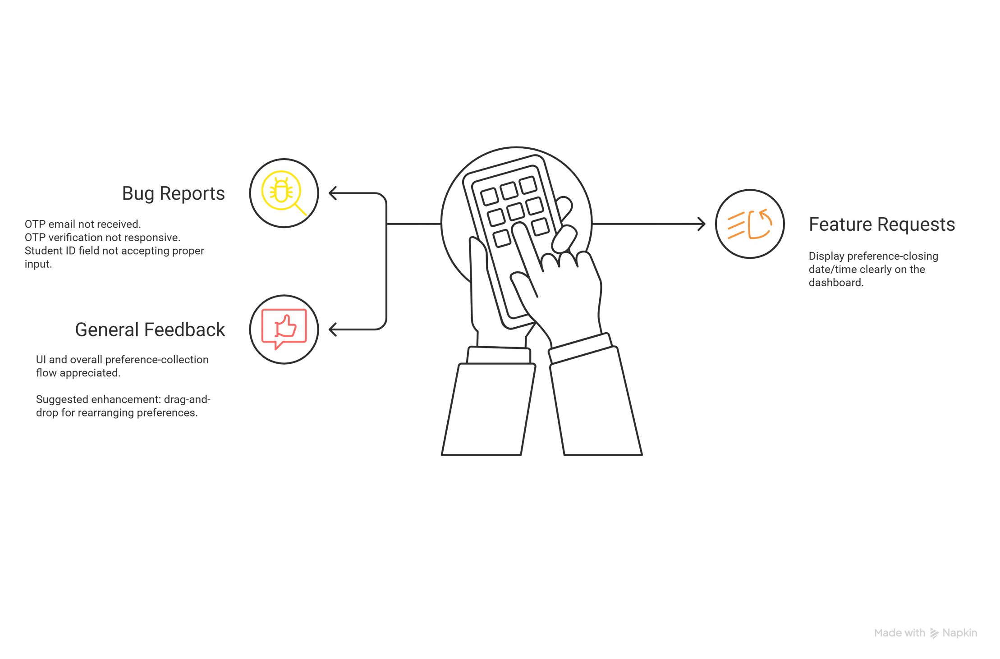 Bug Reports
OTP email not received.
OTP verification not responsive.
Student ID field not accepting proper
input.
General Feedback
UI and overall preference-collection
flow appreciated.
Suggested enhancement: drag-and-
drop for rearranging preferences.
Feature Requests
Display preference-closing
date/time clearly on the
dashboard.
Made with Napkin